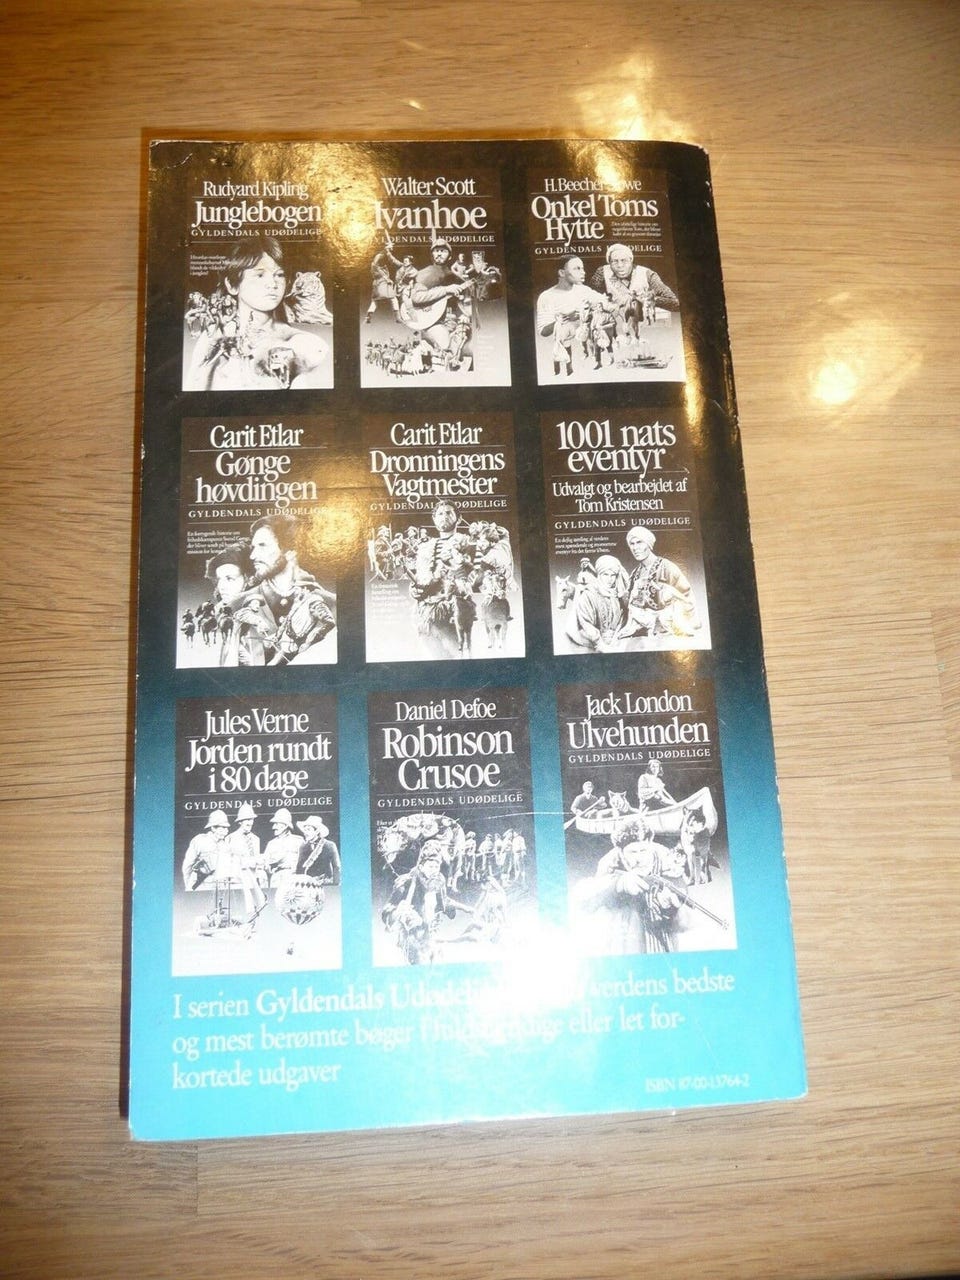 Rudyard Kipling
Junglebogen
GYLDENDALS UDØDELIGE
Walter Scott
Ivanhoe
GYLDENDALS UDØDELIGE
H. Beecher
Onkel Toms
Hytte
GYLDENDALS UDØDELIGE
Carit Etlar
Gønge
høvdingen
GYLDENDALS UDØDELIGE
Carit Etlar
Dronningens
Vagtmester
GYLDENDALS UDØDELIGE
1001 nats
eventyr
Udvalgt og bearbejdet af
Tom Kristensen
GYLDENDALS UDØDELIGE
Jules Verne
Jorden rundt
i 80 dage
GYLDENDALS UDØDELIGE
Daniel Defoe
Robinson
Crusoe
GYLDENDALS UDØDELIGE
Jack London
Ulvehunden
GYLDENDALS UDØDELIGE
I serien Gyldendals verdens bedste
og mest berømte bøger i eller let for-
kortede udgaver
ISBN 87-00-13764-2